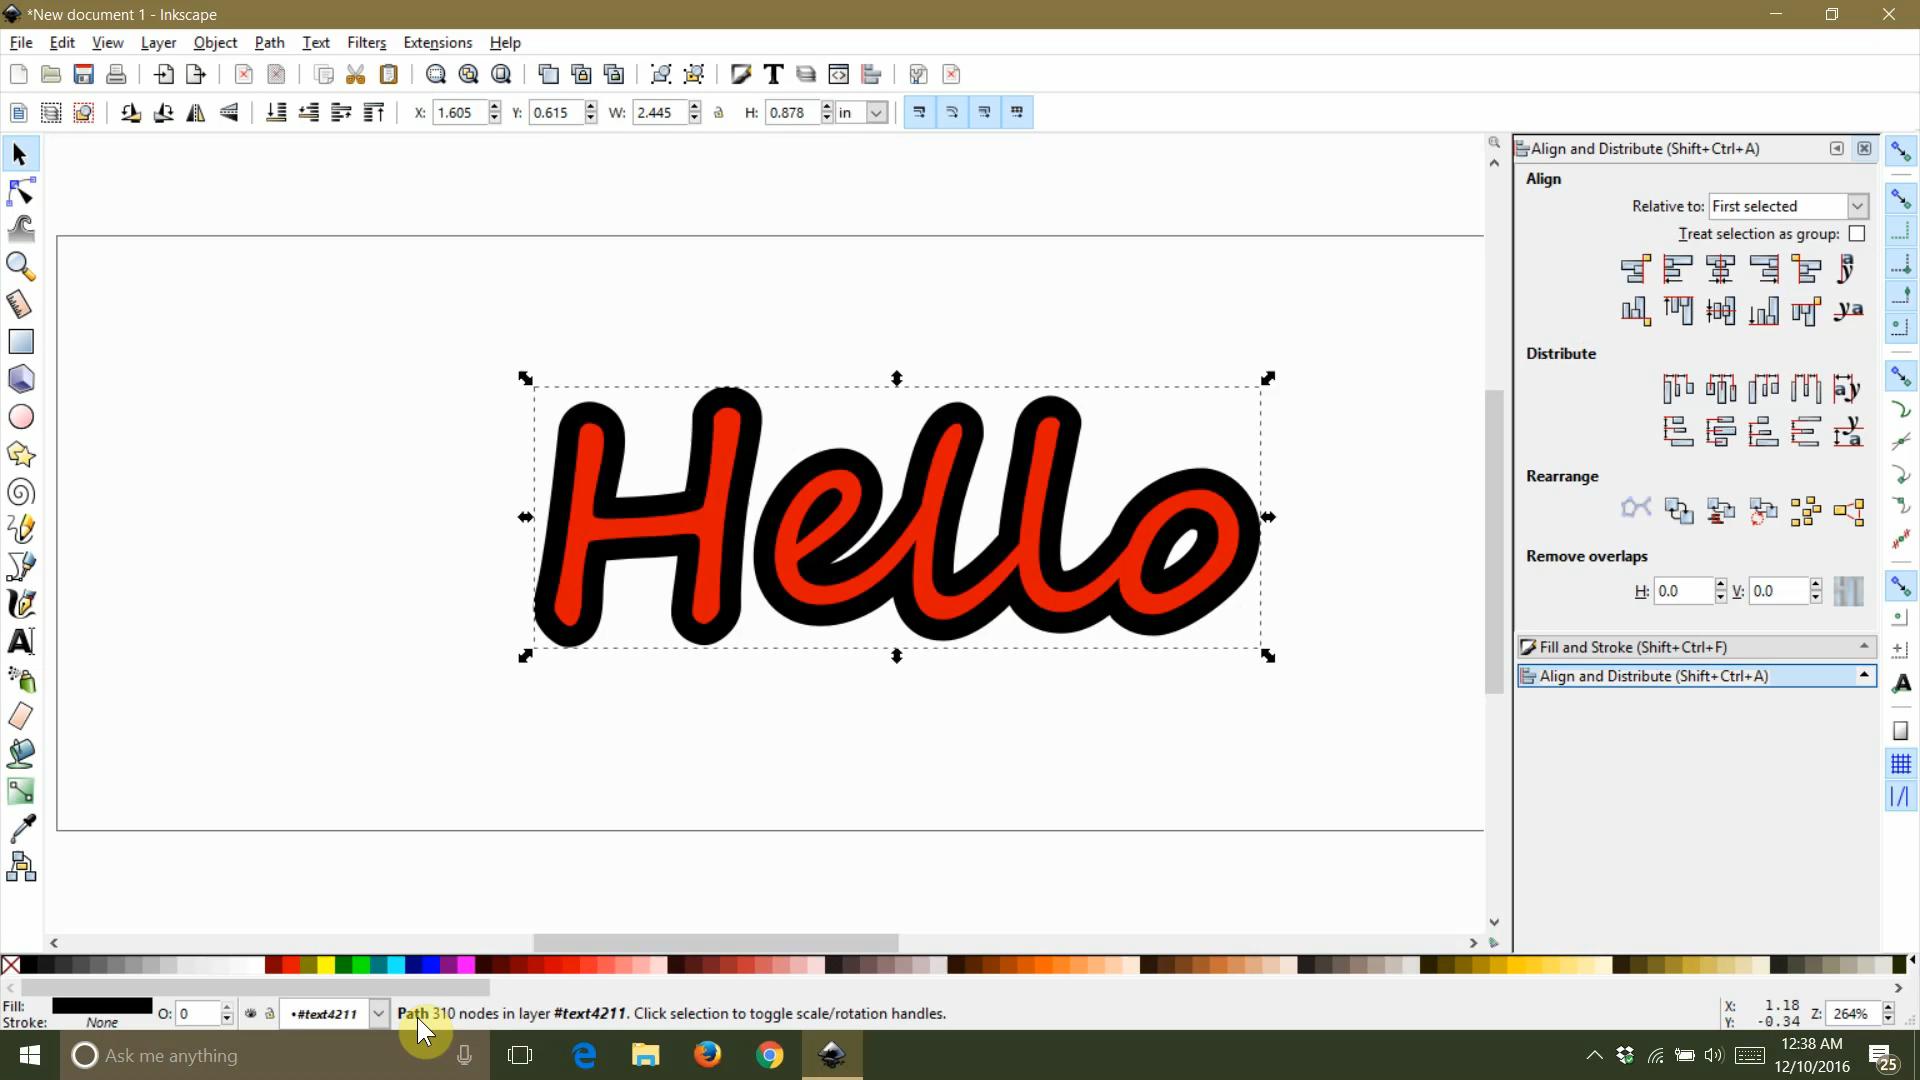 *New document 1 - Inkscape
File Edit View Layer Object Path Text Filters Extensions Help
X: 1.605 Y: 0.615 W: 2.445 H: 0.878 in
Align and Distribute (Shift+Ctrl+A)
Align
Relative to: First selected
Treat selection as group:
Distribute
Rearrange
Remove overlaps
H: 0.0 V: 0.0
Fill and Stroke (Shift+Ctrl+F)
Align and Distribute (Shift+Ctrl+A)
Hello
Fill: O: 0 •#text4211 Path 310 nodes in layer #text4211. Click selection to toggle scale/rotation handles. X: 1.18 Z: 264%
Stroke: None Y: -0.34
Ask me anything
12:38 AM
12/10/2016
25